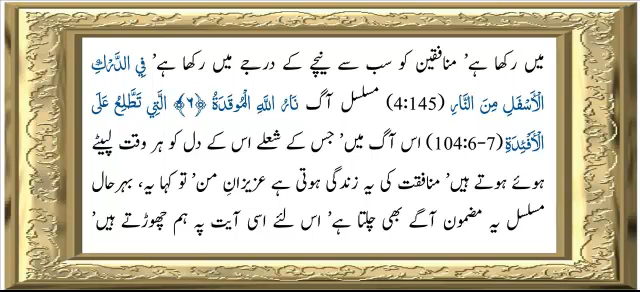 میں رکھا ہے’ منافقین کو سب سے نیچے کے درجے میں رکھا ہے’ فِي الدَّرْكِ
الْأَسْفَلِ مِنَ النَّارِ (4:145) مسلسل آگ نَارُ اللَّهِ الْمُوقَدَةُ ﴿٦﴾ الَّتِي تَطَّلِعُ عَلَى
الْأَفْئِدَةِ (104:6-7) اس آگ میں’ جس کے شعلے اس کے دل کو ہر وقت لپیٹے
ہوئے ہوتے ہیں’ منافقت کی یہ زندگی ہوتی ہے عزیزانِ من’ تو کہا یہ، بہرحال
مسلسل یہ مضمون آگے بھی چلتا ہے’ اس لئے اسی آیت پہ ہم چھوڑتے ہیں’